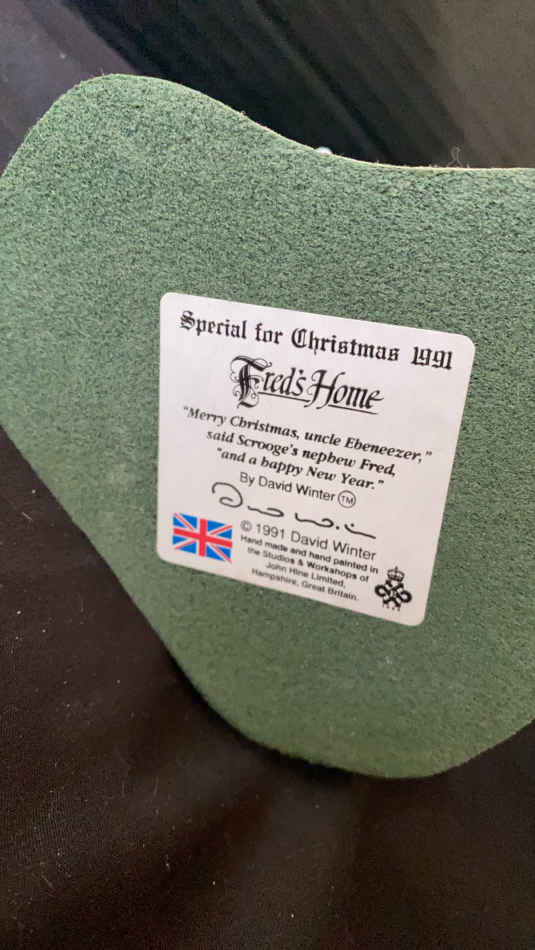 Special for Christmas 1991
Fred's Home
"Merry Christmas, uncle Ebeneezer,"
said Scrooge's nephew Fred,
"and a happy New Year."
By David Winter TM
© 1991 David Winter
Hand made and hand painted in
the Studios & Workshops of
John Hine Limited,
Hampshire, Great Britain.